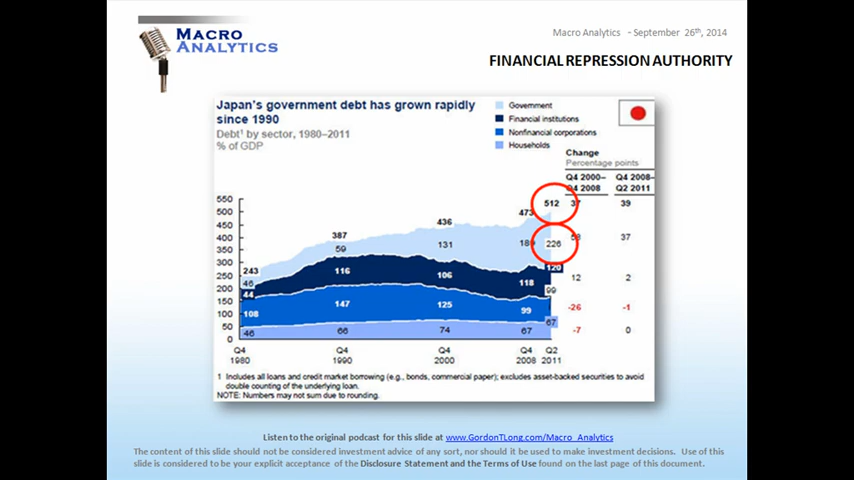 MACRO
ANALYTICS
Macro Analytics - September 26th, 2014
FINANCIAL REPRESSION AUTHORITY
Japan's government debt has grown rapidly
since 1990
Debt1 by sector, 1980–2011
% of GDP
Government
Financial institutions
Nonfinancial corporations
Households
Change
Percentage points
Q4 2000– Q4 2008–
Q4 2008 Q2 2011
550
500
450
400
350
300
250
200
150
100
50
0
243
46
44
108
46
387
59
116
147
66
436
131
106
125
74
473
118
99
67
512
226
120
99
67
37 39
37
12 2
-26 -1
-7 0
Q4 Q4 Q4 Q4 Q2
1980 1990 2000 2008 2011
1 Includes all loans and credit market borrowing (e.g., bonds, commercial paper); excludes asset-backed securities to avoid
double counting of the underlying loan.
NOTE: Numbers may not sum due to rounding.
Listen to the original podcast for this slide at www.GordonTLong.com/Macro_Analytics
The content of this slide should not be considered investment advice of any sort, nor should it be used to make investment decisions. Use of this
slide is considered to be your explicit acceptance of the Disclosure Statement and the Terms of Use found on the last page of this document.